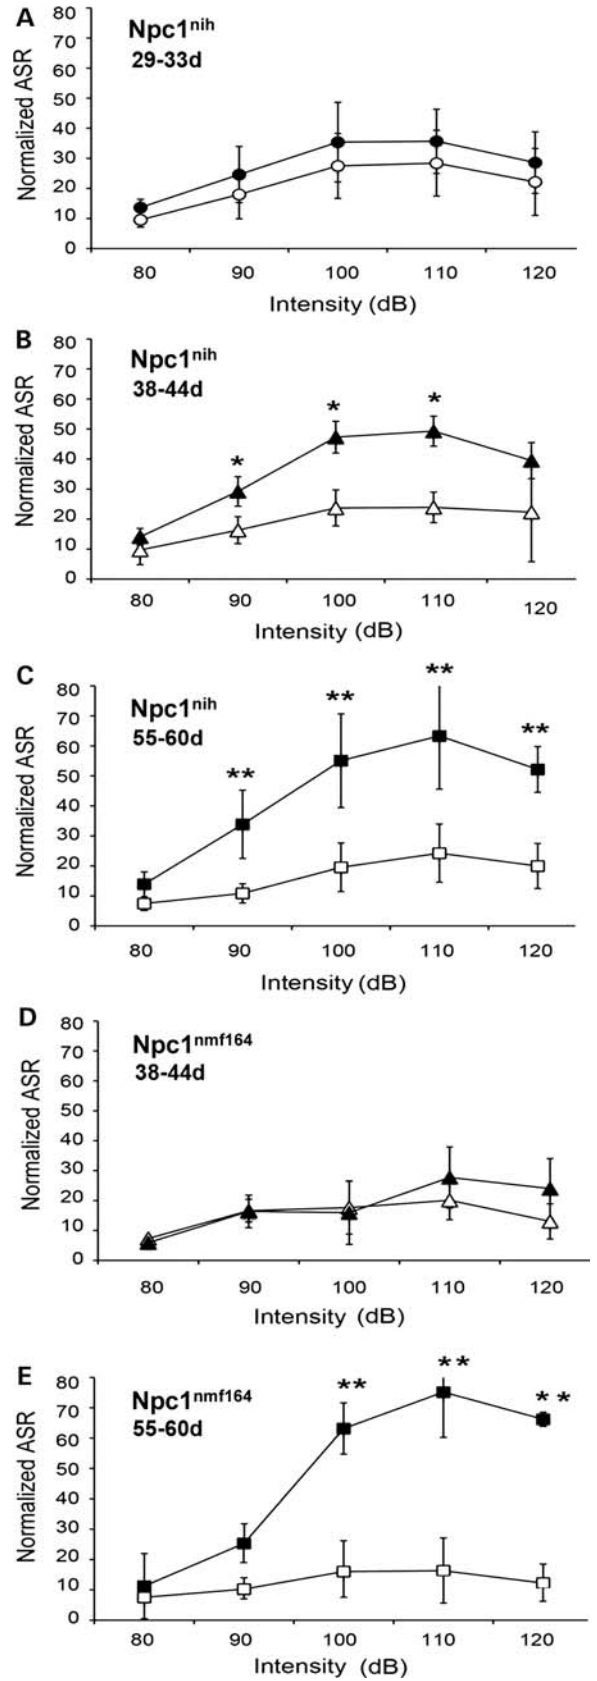 A
Npc1nih
29-33d
Normalized ASR
80
70
60
50
40
30
20
10
0
80 90 100 110 120
Intensity (dB)
B
Npc1nih
38-44d
Normalized ASR
80
70
60
50
40
30
20
10
0
* * *
80 90 100 110 120
Intensity (dB)
C
Npc1nih
55-60d
Normalized ASR
80
70
60
50
40
30
20
10
0
** ** ** **
80 90 100 110 120
Intensity (dB)
D
Npc1nmf164
38-44d
Normalized ASR
80
70
60
50
40
30
20
10
0
80 90 100 110 120
Intensity (dB)
E
Npc1nmf164
55-60d
Normalized ASR
80
70
60
50
40
30
20
10
0
** ** **
80 90 100 110 120
Intensity (dB)